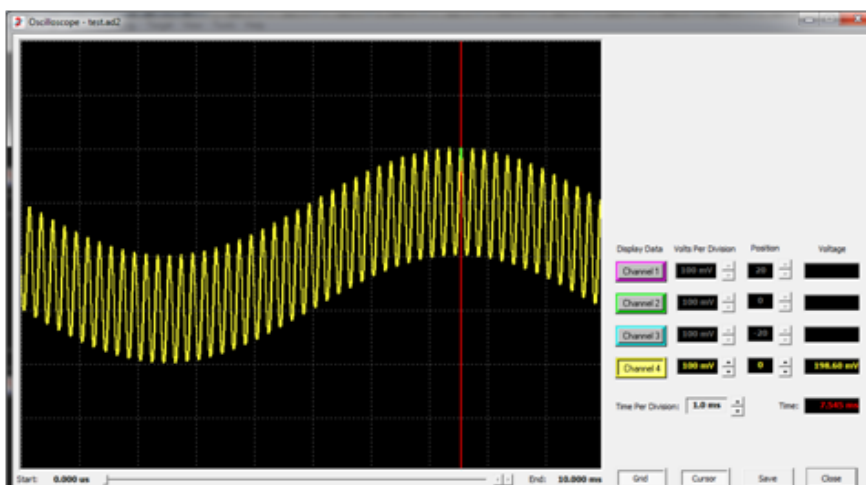 Oscilloscope - test.ad2
Display Data Volts Per Division Position Voltage
Channel 1 100 mV 20
Channel 2 100 mV 0
Channel 3 100 mV -20
Channel 4 100 mV 0 198.60 mV
Time Per Division: 1.0 ms Time: 7.545 ms
Start: 0.000 us End: 10.000 ms Grid Cursor Save Close